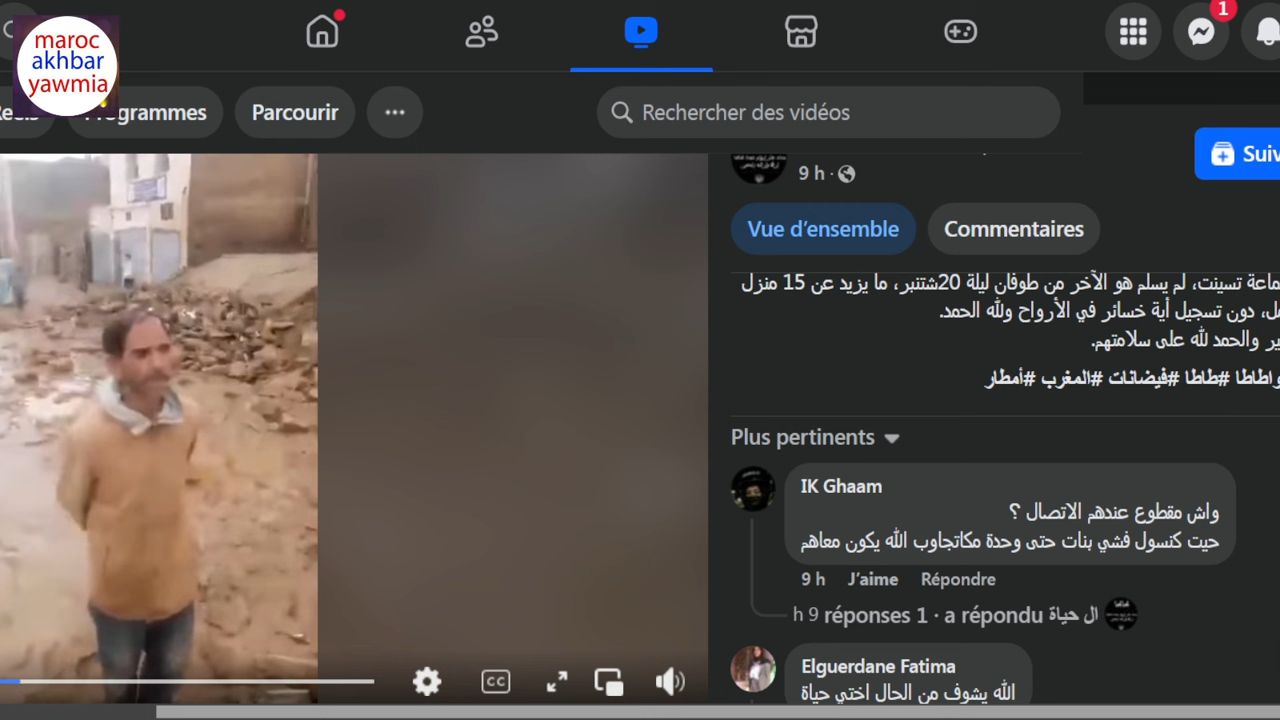 maroc
akhbar
yawmia
1
Programmes
Parcourir
Rechercher des vidéos
9 h
Suiv
Vue d'ensemble
Commentaires
ماعة تسينت، لم يسلم هو الآخر من طوفان ليلة 20شتنبر، ما يزيد عن 15 منزل
دون تسجيل أية خسائر في الأرواح ولله الحمد.
ير والحمد لله على سلامتهم.
#طاطا #فيضانات #المغرب #أمطار
Plus pertinents
IK Ghaam
واش مقطوع عندهم الاتصال ؟
حيت كنسول فشي بنات حتى وحدة مكاتجاوب الله يكون معاهم
9 h J'aime Répondre
ال حياة a répondu · 1 réponses 9 h
Elguerdane Fatima
الله يشوف من الحال اختي حياة
CC